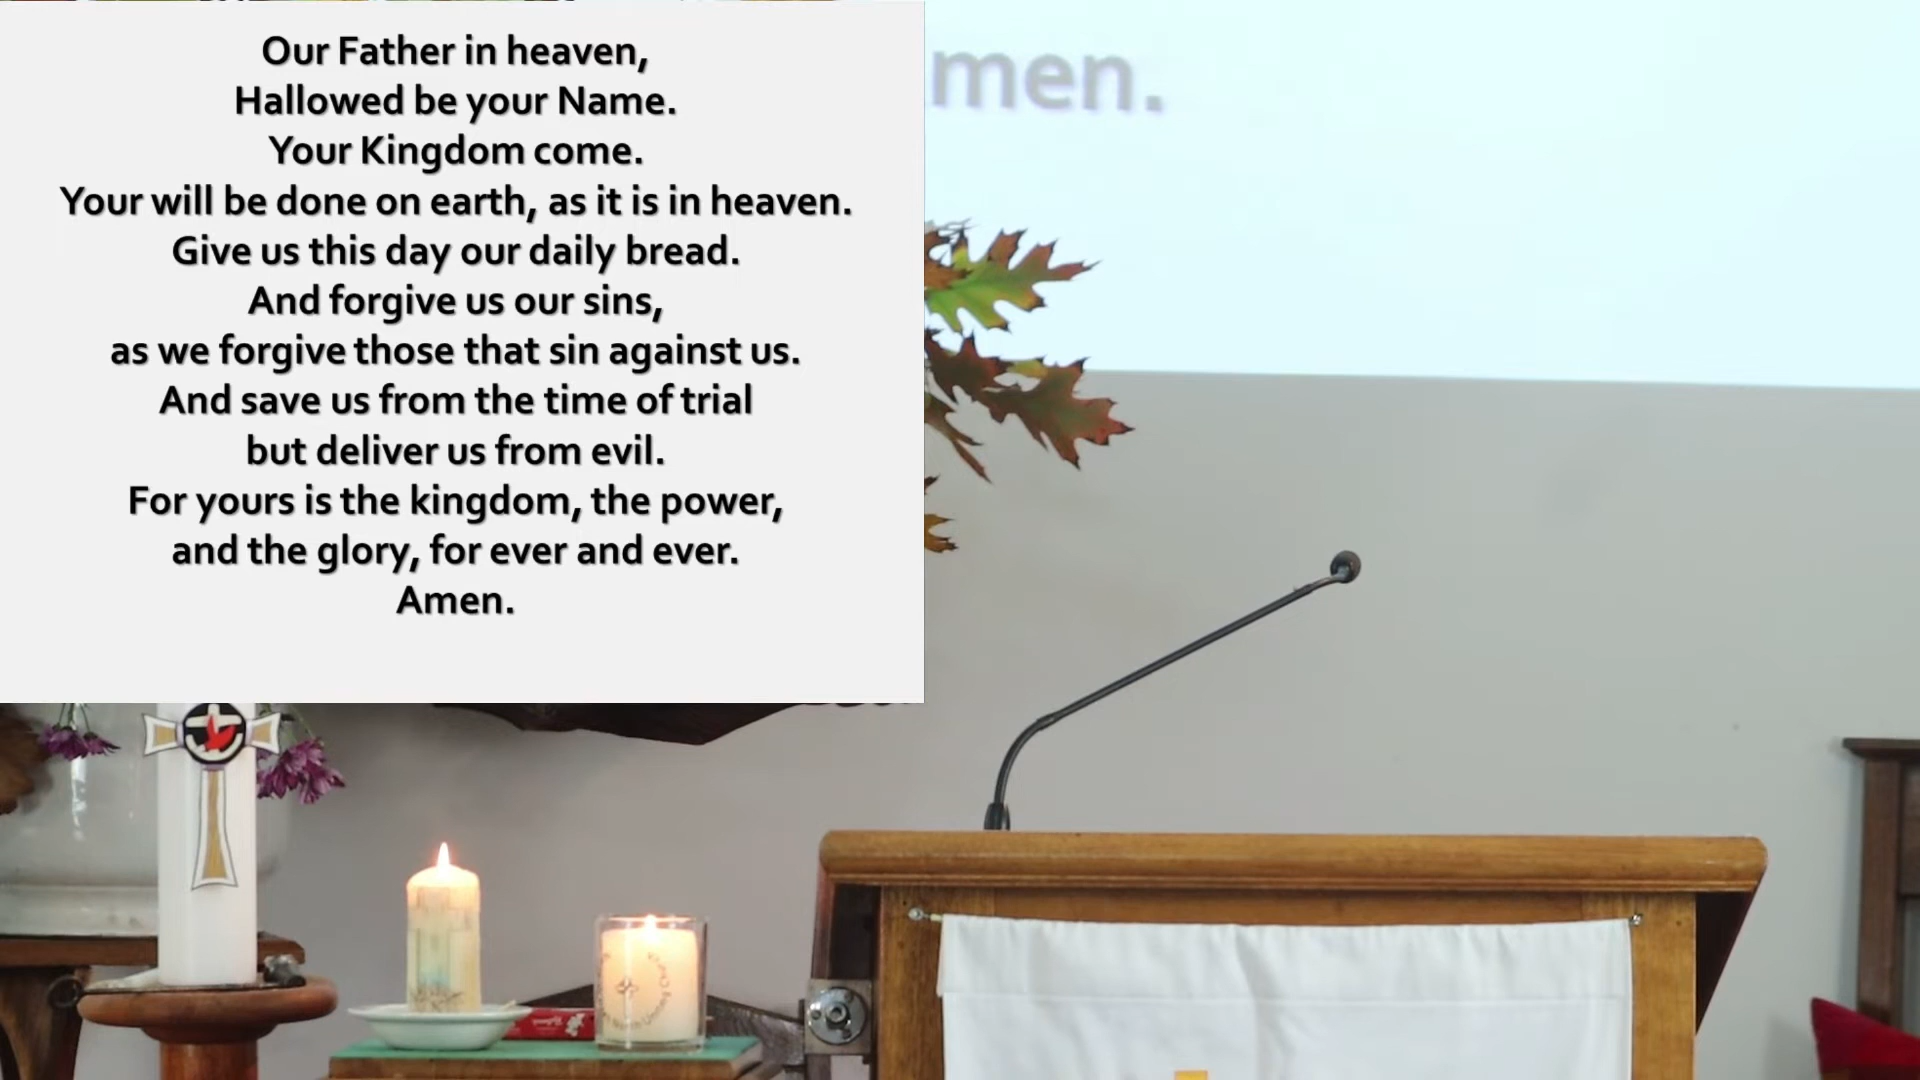 Our Father in heaven,
Hallowed be your Name.
Your Kingdom come.
Your will be done on earth, as it is in heaven.
Give us this day our daily bread.
And forgive us our sins,
as we forgive those that sin against us.
And save us from the time of trial
but deliver us from evil.
For yours is the kingdom, the power,
and the glory, for ever and ever.
Amen.
men.